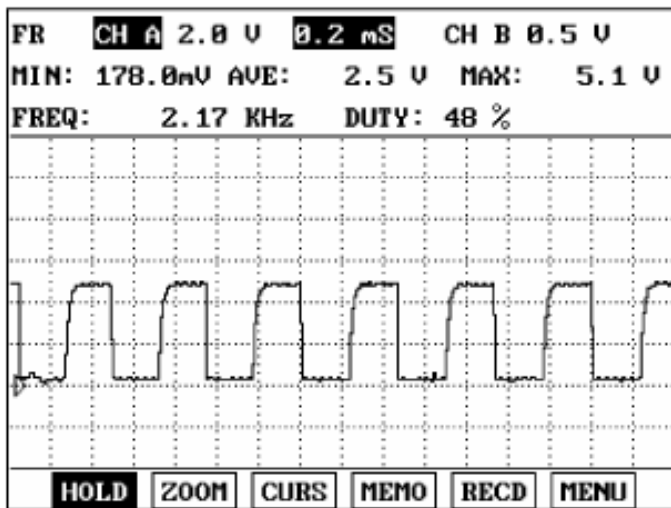 FR CH A 2.0 V 0.2 mS CH B 0.5 V
MIN: 178.0mV AVE: 2.5 V MAX: 5.1 V
FREQ: 2.17 KHz DUTY: 48 %
HOLD ZOOM CURS MEMO RECD MENU